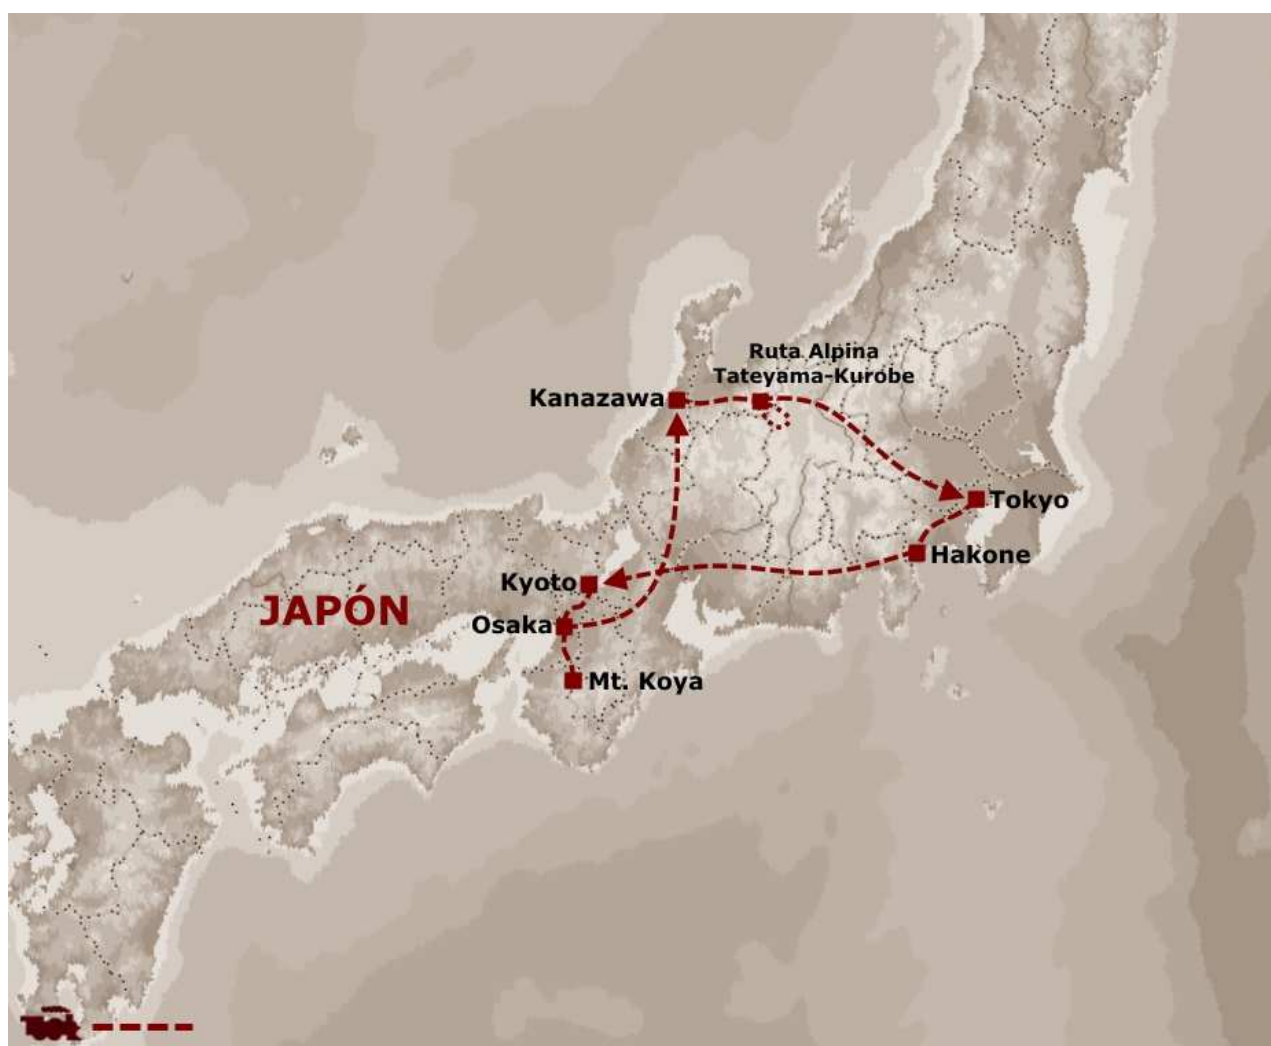 Ruta Alpina
Tateyama-Kurobe
Kanazawa
Tokyo
Hakone
Kyoto
JAPÓN
Osaka
Mt. Koya